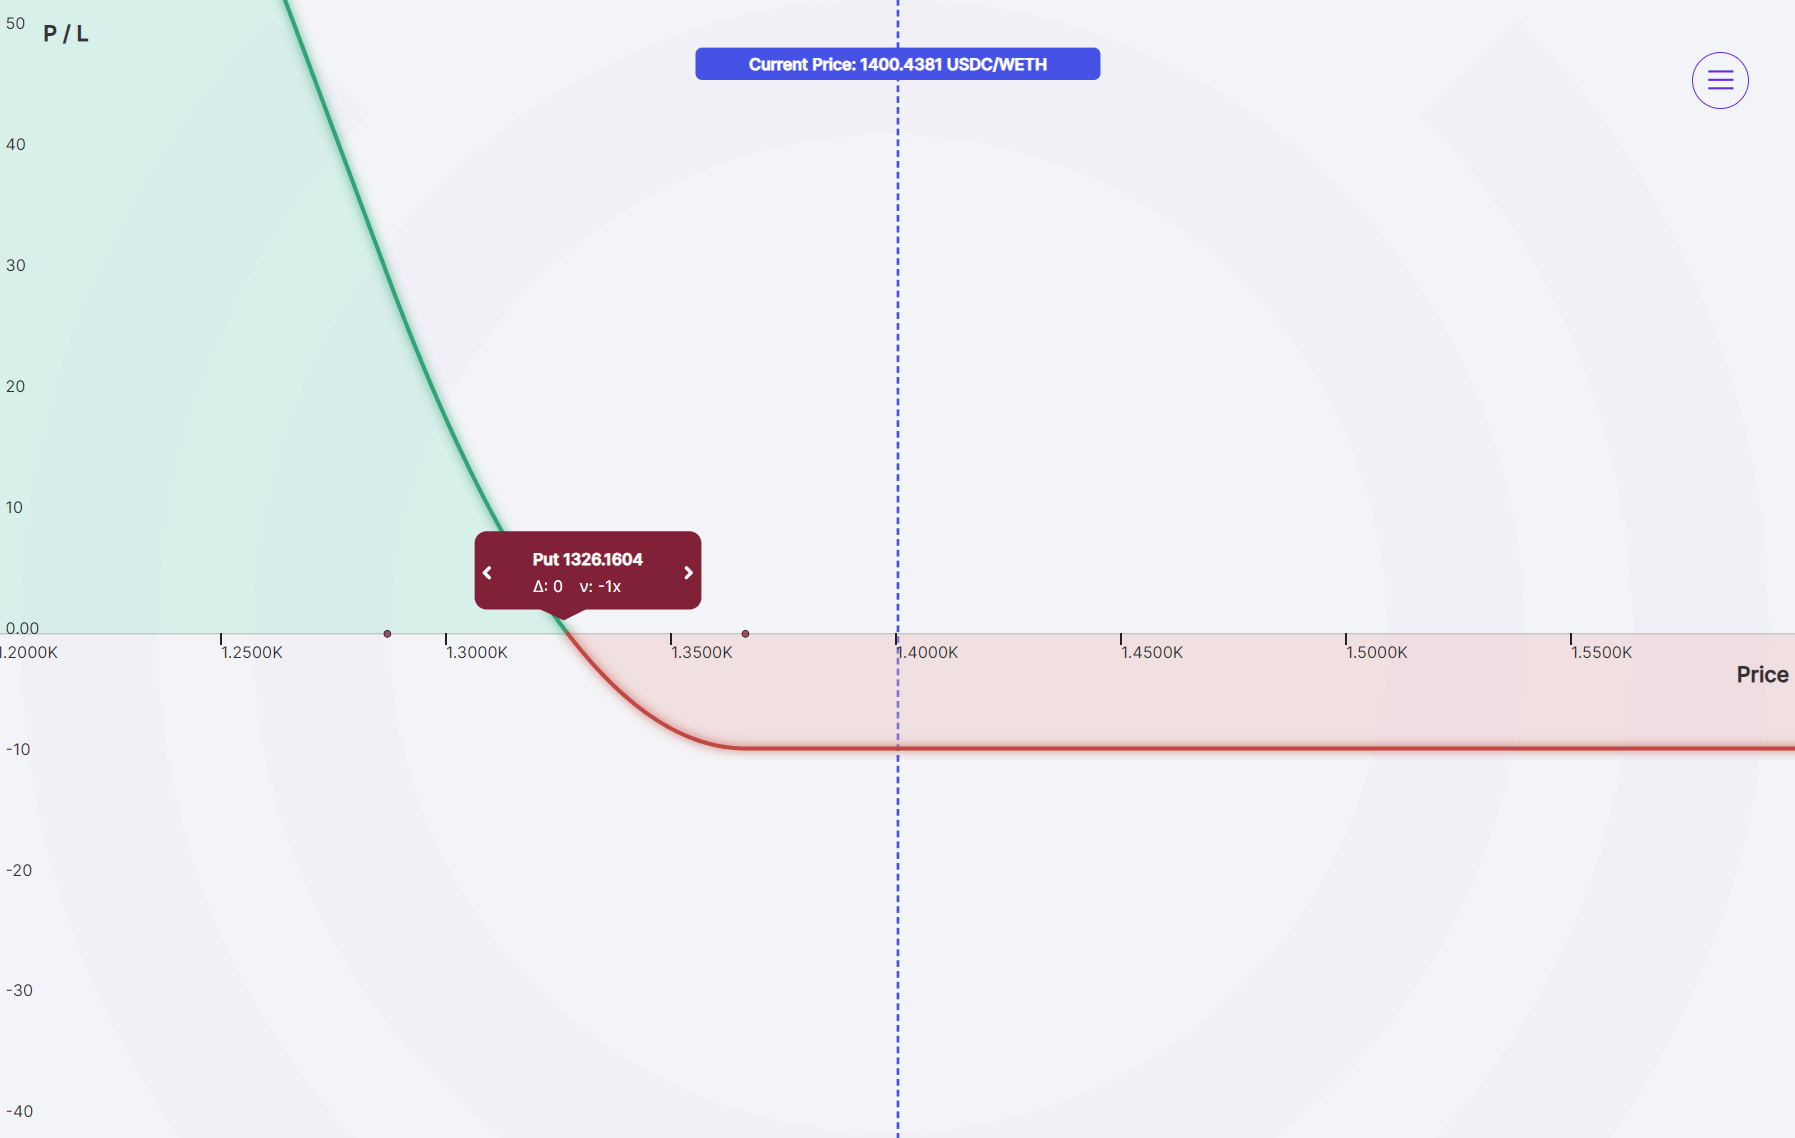 50
P / L
Current Price: 1400.4381 USDC/WETH
40
30
20
10
Put 1326.1604
Δ: 0 ν: -1x
0.00
1.2000K 1.2500K 1.3000K 1.3500K 1.4000K 1.4500K 1.5000K 1.5500K
Price
-10
-20
-30
-40